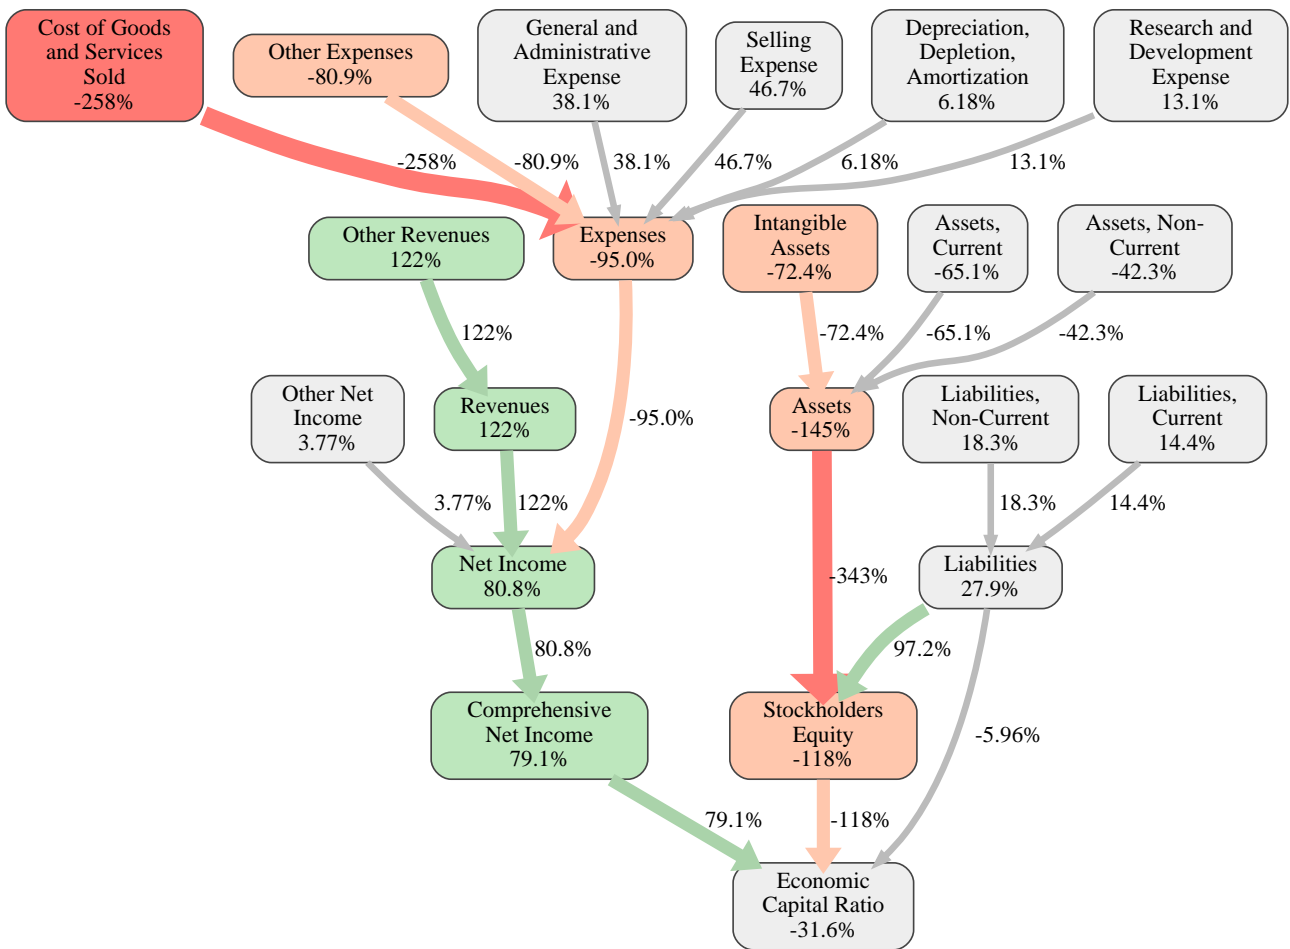 Cost of Goods
and Services
Sold
-258%
Other Expenses
-80.9%
General and
Administrative
Expense
38.1%
Selling
Expense
46.7%
Depreciation,
Depletion,
Amortization
6.18%
Research and
Development
Expense
13.1%
-258%
-80.9%
38.1%
46.7%
6.18%
13.1%
Other Revenues
122%
Expenses
-95.0%
Intangible
Assets
-72.4%
Assets,
Current
-65.1%
Assets, Non-
Current
-42.3%
122%
-72.4%
-65.1%
-42.3%
Other Net
Income
3.77%
Revenues
122%
-95.0%
Assets
-145%
Liabilities,
Non-Current
18.3%
Liabilities,
Current
14.4%
3.77%
122%
18.3%
14.4%
Net Income
80.8%
-343%
Liabilities
27.9%
80.8%
97.2%
Comprehensive
Net Income
79.1%
Stockholders
Equity
-118%
-5.96%
79.1%
-118%
Economic
Capital Ratio
-31.6%